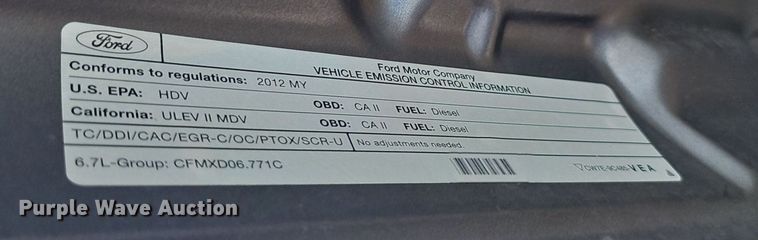 Ford
Ford Motor Company
VEHICLE EMISSION CONTROL INFORMATION
Conforms to regulations: 2012 MY
U.S. EPA: HDV OBD: CA II FUEL: Diesel
California: ULEV II MDV OBD: CA II FUEL: Diesel
TC/DDI/CAC/EGR-C/OC/PTOX/SCR-U No adjustments needed.
6.7L-Group: CFMXD06.771C VEA
Purple Wave Auction